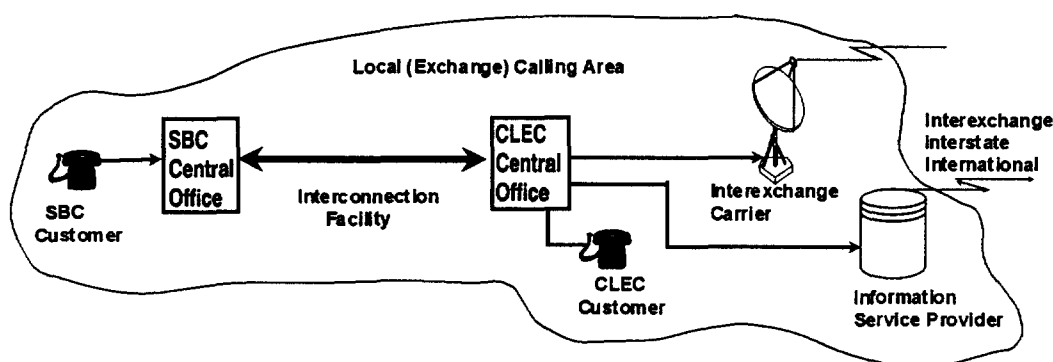 Local (Exchange) Calling Area
SBC
Central
Office
CLEC
Central
Office
Interexchange
Interstate
International
Interconnection
Facility
Interexchange
Carrier
SBC
Customer
CLEC
Customer
Information
Service Provider